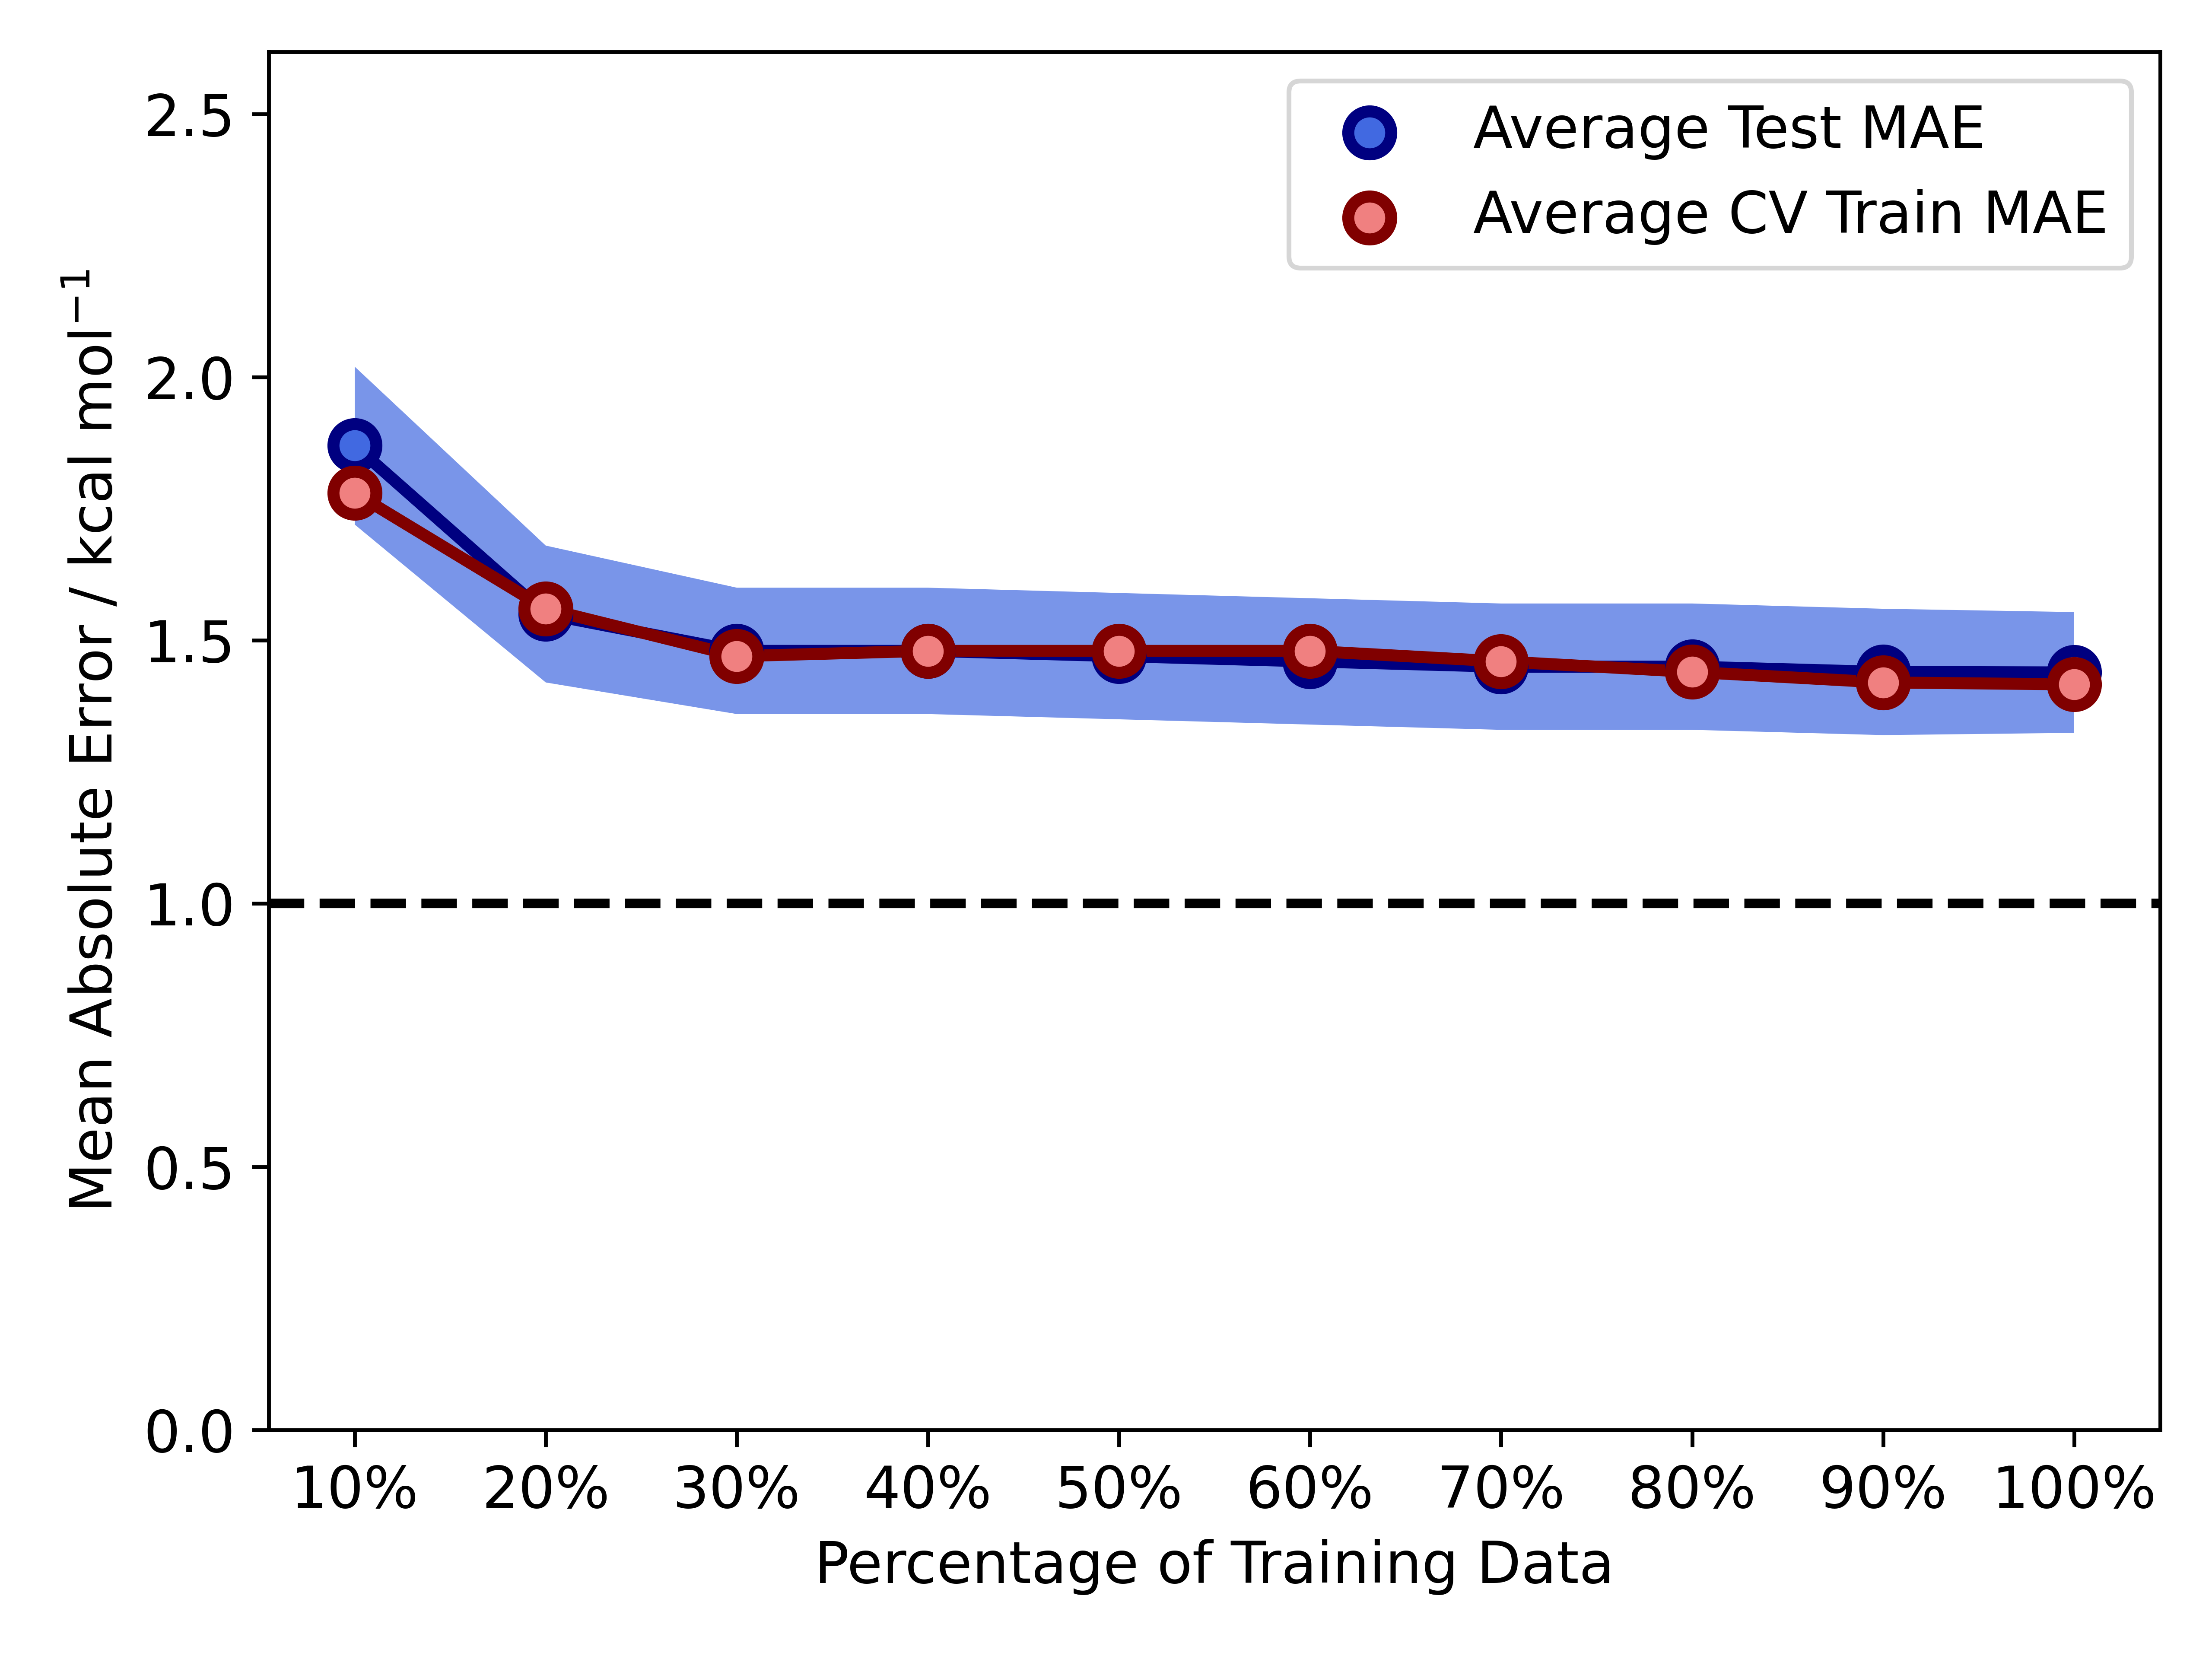 Average Test MAE
Average CV Train MAE
Mean Absolute Error / kcal mol⁻¹
2.5
2.0
1.5
1.0
0.5
0.0
10% 20% 30% 40% 50% 60% 70% 80% 90% 100%
Percentage of Training Data